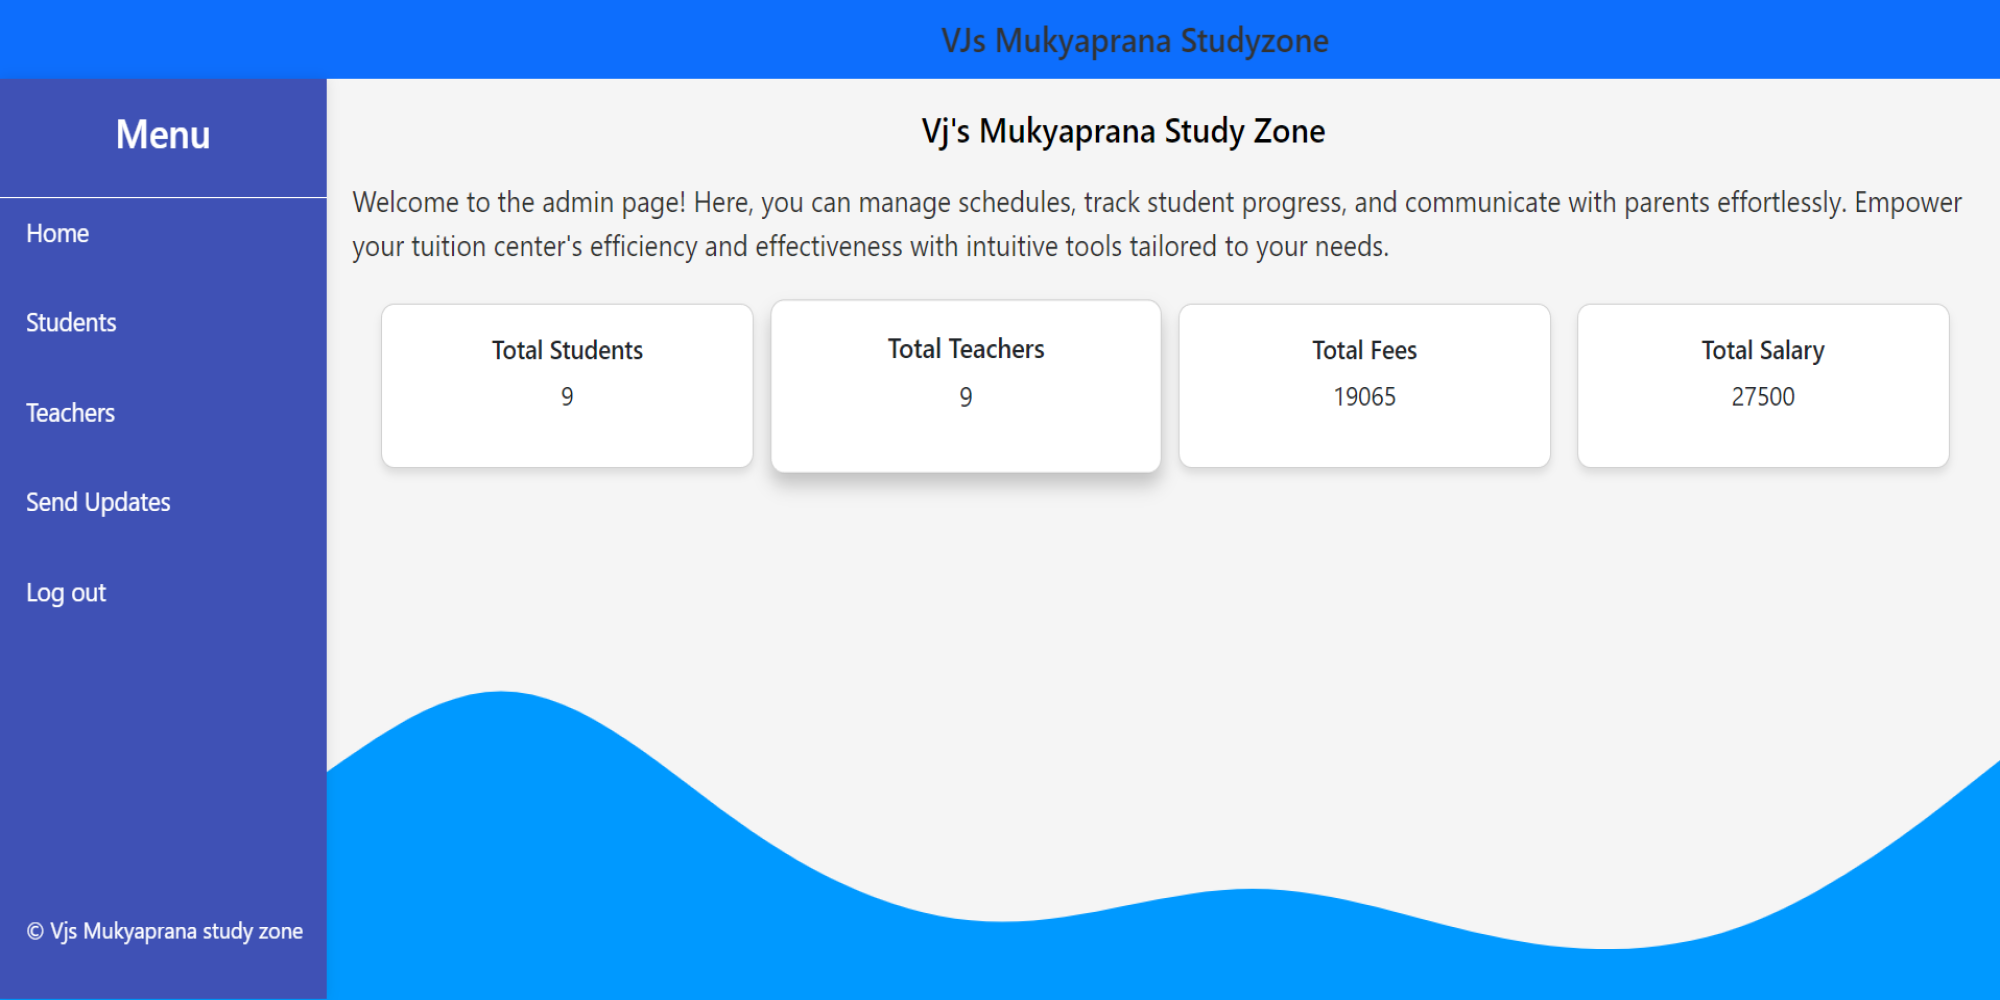 VJs Mukyaprana Studyzone
Menu
Home
Students
Teachers
Send Updates
Log out
© Vjs Mukyaprana study zone
Vj's Mukyaprana Study Zone
Welcome to the admin page! Here, you can manage schedules, track student progress, and communicate with parents effortlessly. Empower
your tuition center's efficiency and effectiveness with intuitive tools tailored to your needs.
Total Students
9
Total Teachers
9
Total Fees
19065
Total Salary
27500